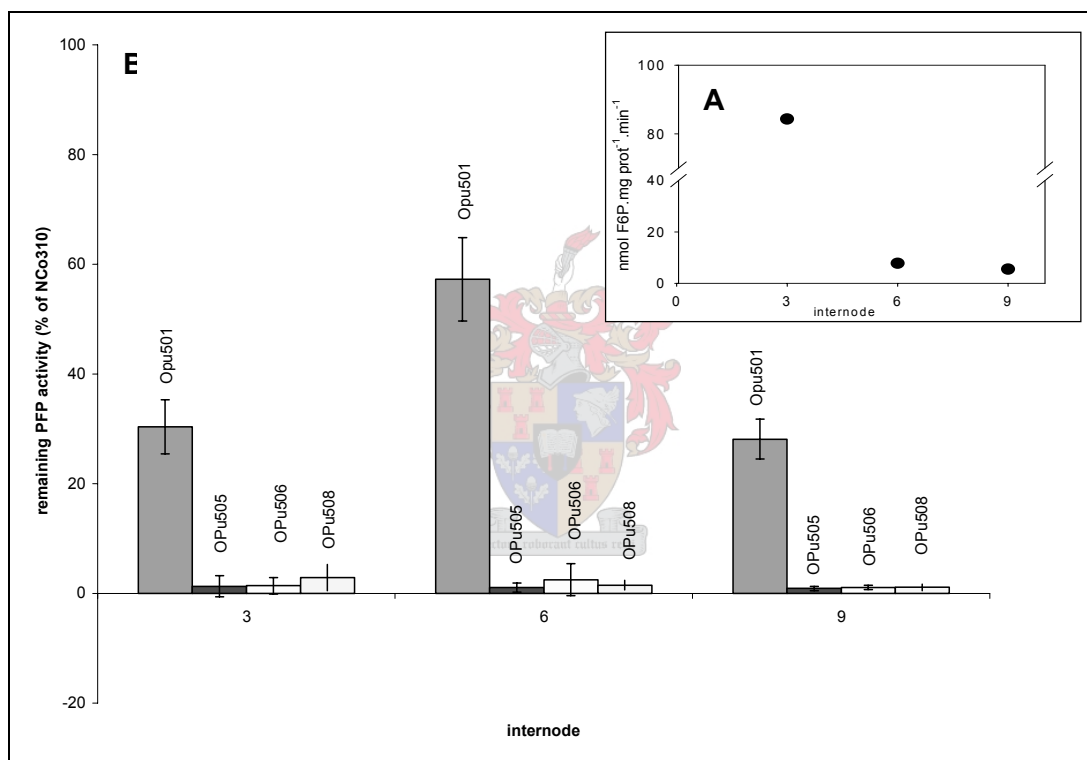 B
100
80
60
40
20
0
-20
remaining PFP activity (% of NCo310)
Opu501
OPu505
OPu506
OPu508
3
Opu501
OPu505
OPu506
OPu508
6
Opu501
OPu505
OPu506
OPu508
9
internode
A
100
80
40
20
0
nmol F6P.mg prot⁻¹.min⁻¹
0 3 6 9
internode
roborant cultus